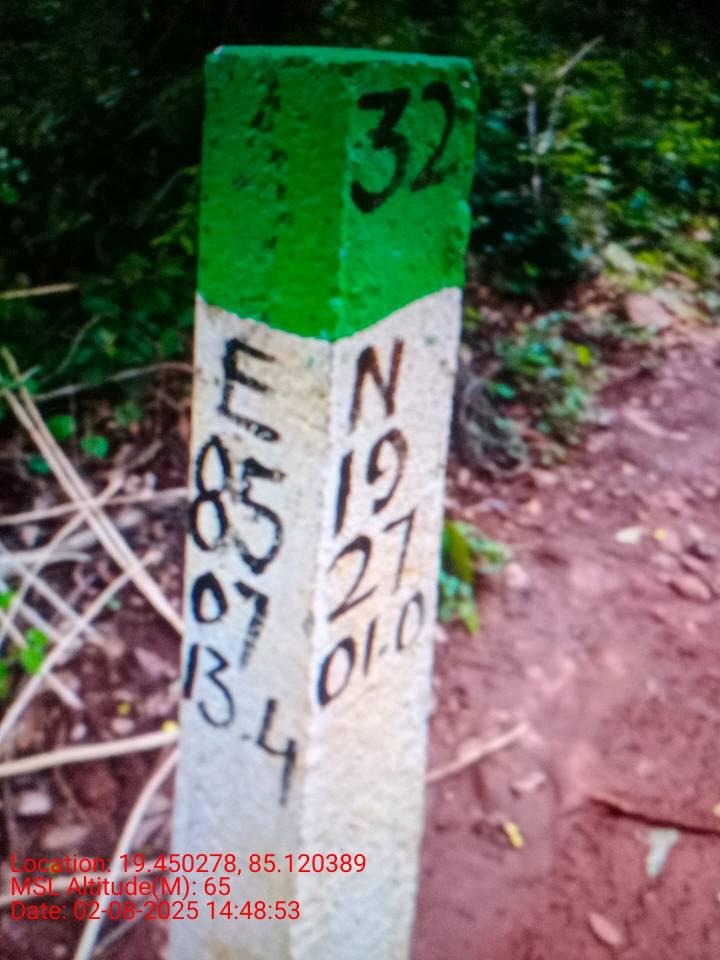 32
E
85
07
13.4
N
19
27
01.0
Location: 19.450278, 85.120389
MSL Altitude(M): 65
Date: 02-08-2025 14:48:53